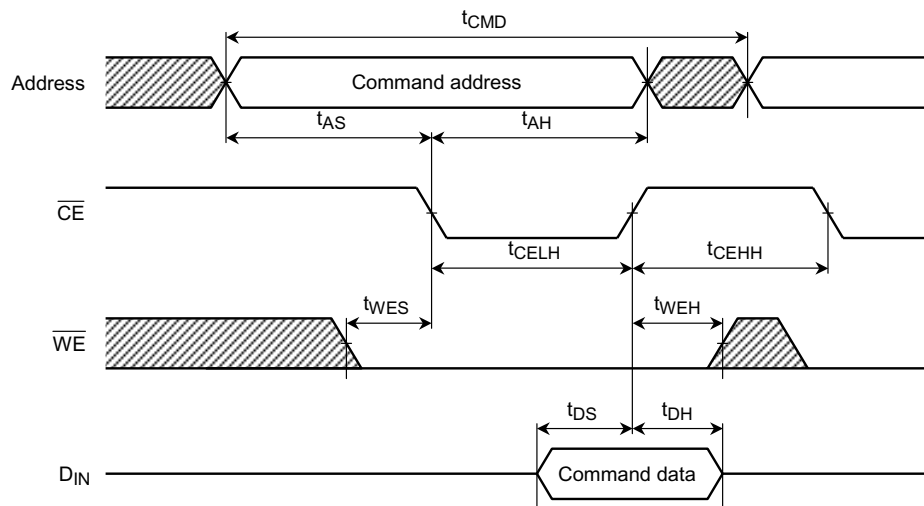 tCMD
Address
Command address
tAS
tAH
CE
tCELH
tCEHH
tWES
tWEH
WE
tDS
tDH
DIN
Command data